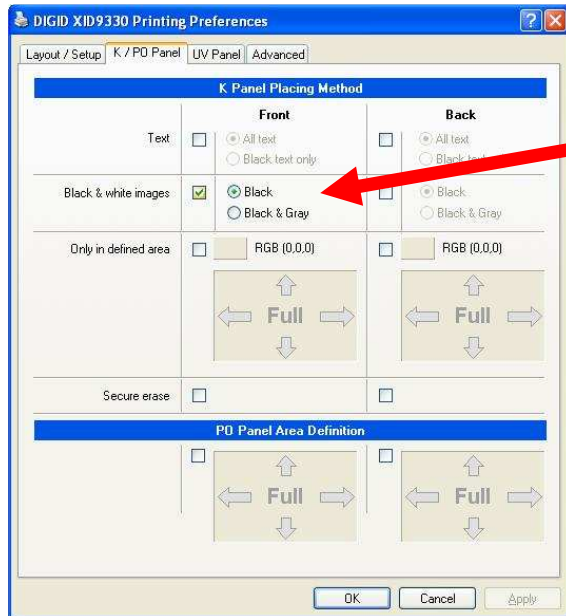 DIGID XID9330 Printing Preferences
Layout / Setup K / PO Panel UV Panel Advanced
K Panel Placing Method
Front Back
Text All text All text
Black text only Black text
Black & white images Black Black
Black & Gray Black & Gray
Only in defined area RGB (0,0,0) RGB (0,0,0)
Full Full
Secure erase
PO Panel Area Definition
Full Full
OK Cancel Apply